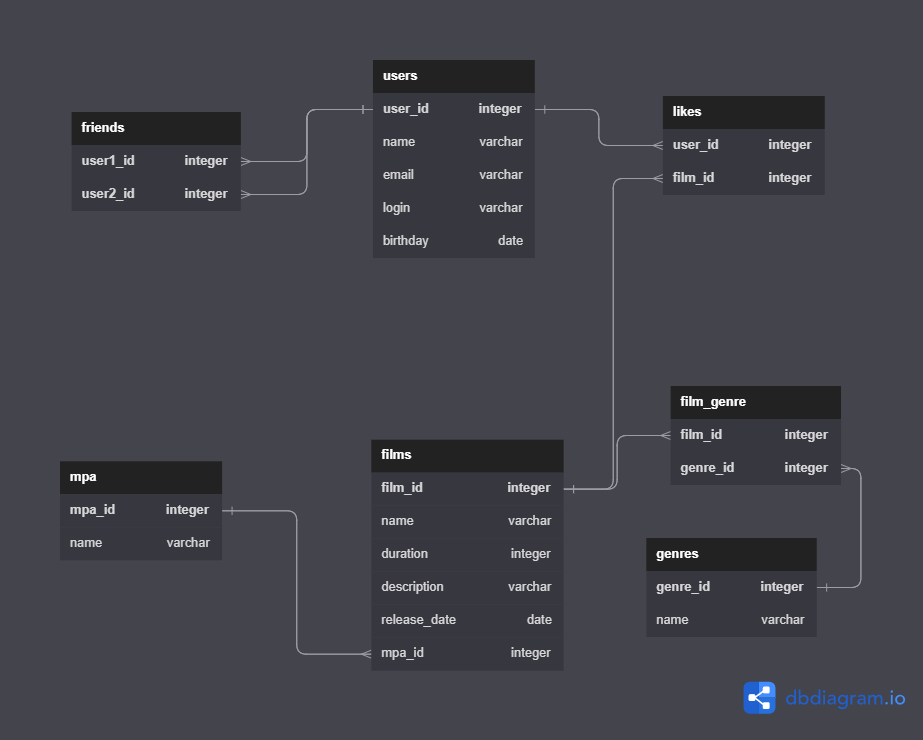 users
user_id integer
name varchar
email varchar
login varchar
birthday date
friends
user1_id integer
user2_id integer
likes
user_id integer
film_id integer
mpa
mpa_id integer
name varchar
films
film_id integer
name varchar
duration integer
description varchar
release_date date
mpa_id integer
film_genre
film_id integer
genre_id integer
genres
genre_id integer
name varchar
dbdiagram.io